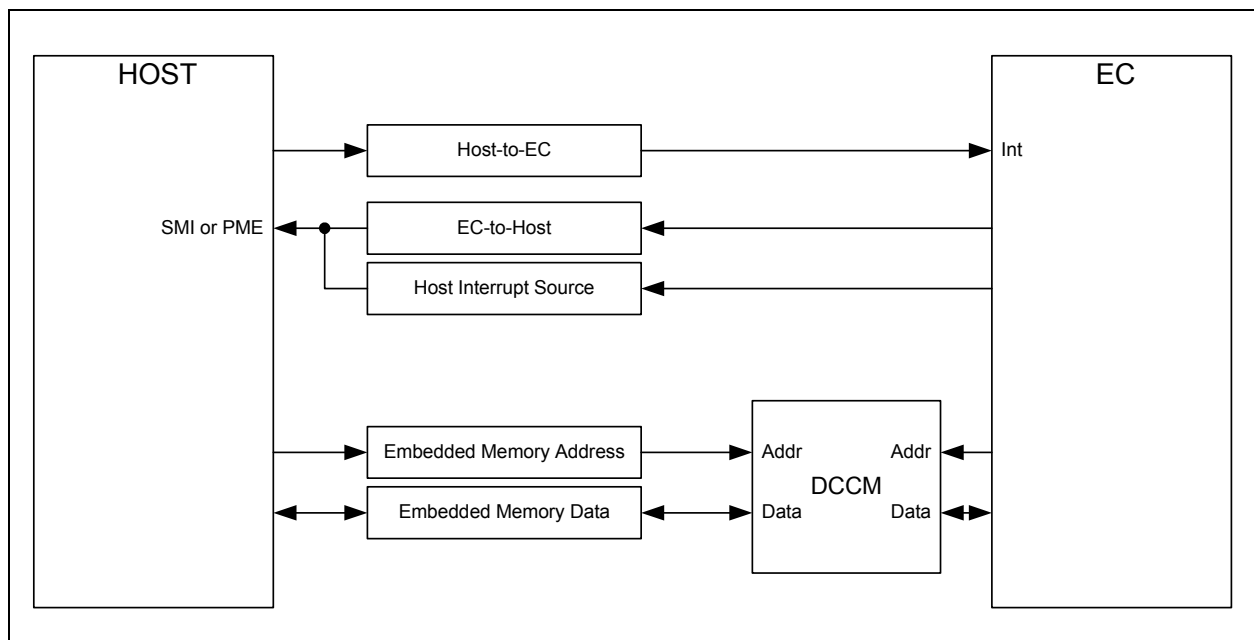 HOST
EC
Host-to-EC
Int
SMI or PME
EC-to-Host
Host Interrupt Source
Embedded Memory Address
Addr
Addr
DCCM
Embedded Memory Data
Data
Data